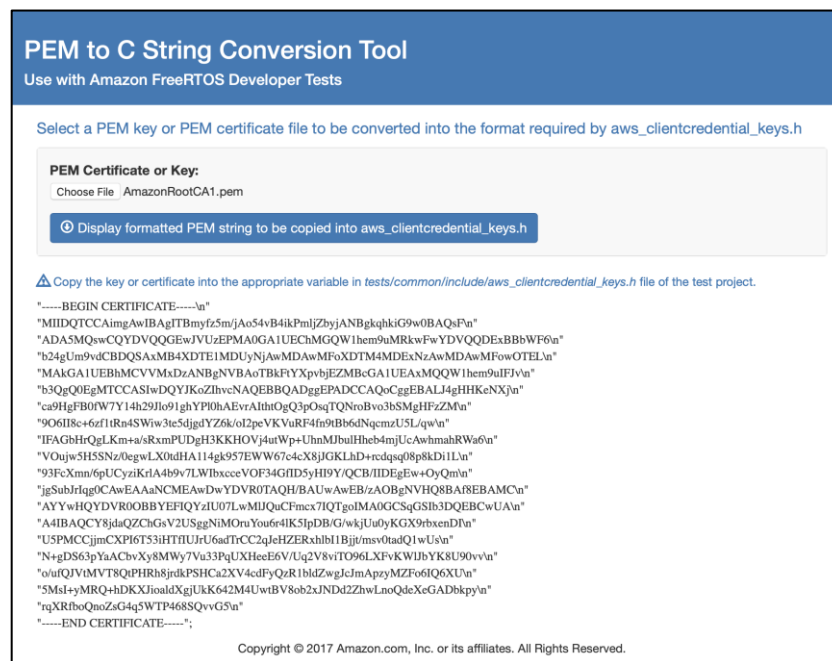 PEM to C String Conversion Tool
Use with Amazon FreeRTOS Developer Tests
Select a PEM key or PEM certificate file to be converted into the format required by aws_clientcredential_keys.h
PEM Certificate or Key:
Choose File AmazonRootCA1.pem
Display formatted PEM string to be copied into aws_clientcredential_keys.h
Copy the key or certificate into the appropriate variable in tests/common/include/aws_clientcredential_keys.h file of the test project.
"-----BEGIN CERTIFICATE-----\n"
"MIIDQTCCAimgAwIBAgITBmyfz5m/jAo54vB4ikPmljZbyjANBgkqhkiG9w0BAQsF\n"
"ADA5MQswCQYDVQQGEwJVUzEPMA0GA1UEChMGQW1hem9uMRkwFwYDVQQDExBBbWF6\n"
"b24gUm9vdCBDQSAxMB4XDTE1MDUyNjAwMDAwMFoXDTM4MDExNzAwMDAwMFowOTEL\n"
"MAkGA1UEBhMCVVMxDzANBgNVBAoTBkFtYXpvbjEZMBcGA1UEAxMQQW1hem9uIFJv\n"
"b3QgQ0EgMTCCASIwDQYJKoZIhvcNAQEBBQADggEPADCCAQoCggEBALJ4gHHKeNXj\n"
"ca9HgFB0fW7Y14h29Jlo91ghYPl0hAEvrAIthtOgQ3pOsqTQNroBvo3bSMgHFzZM\n"
"9O6II8c+6zf1tRn4SWiw3te5djgdYZ6k/oI2peVKVuRF4fn9tBb6dNqcmzU5L/qw\n"
"IFAGbHrQgLKm+a/sRxmPUDgH3KKHOVj4utWp+UhnMJbulHheb4mjUcAwhmahRWa6\n"
"VOujw5H5SNz/0egwLX0tdHA114gk957EWW67c4cX8jJGKLhD+rcdqsq08p8kDi1L\n"
"93FcXmn/6pUCyziKrlA4b9v7LWIbxcceVOF34GfID5yHI9Y/QCB/IIDEgEw+OyQm\n"
"jgSubJrIqg0CAwEAAaNCMEAwDwYDVR0TAQH/BAUwAwEB/zAOBgNVHQ8BAf8EBAMC\n"
"AYYwHQYDVR0OBBYEFIQYzIU07LwMlJQuCFmcx7IQTgoIMA0GCSqGSIb3DQEBCwUA\n"
"A4IBAQCY8jdaQZChGsV2USggNiMOruYou6r4lK5IpDB/G/wkjUu0yKGX9rbxenDI\n"
"U5PMCCjjmCXPI6T53iHTfIUJrU6adTrCC2qJeHZERxhlbI1Bjjt/msv0tadQ1wUs\n"
"N+gDS63pYaACbvXy8MWy7Vu33PqUXHeeE6V/Uq2V8viTO96LXFvKWlJbYK8U90vv\n"
"o/ufQJVtMVT8QtPHRh8jrdkPSHCa2XV4cdFyQzR1bldZwgJcJmApzyMZFo6IQ6XU\n"
"5MsI+yMRQ+hDKXJioaldXgjUkK642M4UwtBV8ob2xJNDd2ZhwLnoQdeXeGADbkpy\n"
"rqXRfboQnoZsG4q5WTP468SQvvG5\n"
"-----END CERTIFICATE-----";
Copyright © 2017 Amazon.com, Inc. or its affiliates. All Rights Reserved.